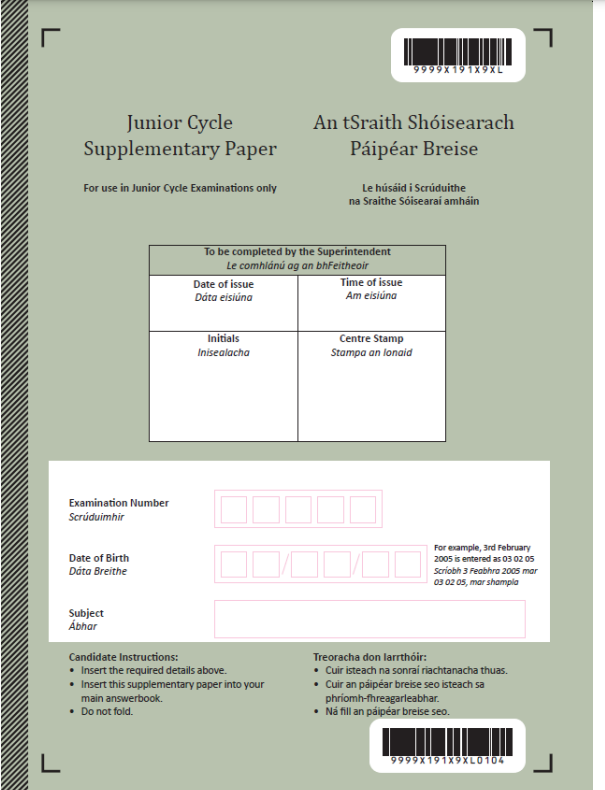 9999X191X9XL
Junior Cycle
Supplementary Paper
For use in Junior Cycle Examinations only
An tSraith Shóisearach
Páipéar Breise
Le húsáid i Scrúduithe
na Sraithe Sóisearaí amháin
To be completed by the Superintendent
Le comhlánú ag an bhFeitheoir
Date of issue
Dáta eisiúna
Time of issue
Am eisiúna
Initials
Inisealacha
Centre Stamp
Stampa an Ionaid
Examination Number
Scrúduimhir
Date of Birth
Dáta Breithe
For example, 3rd February
2005 is entered as 03 02 05
Scríobh 3 Feabhra 2005 mar
03 02 05, mar shampla
Subject
Ábhar
Candidate Instructions:
• Insert the required details above.
• Insert this supplementary paper into your
main answerbook.
• Do not fold.
Treoracha don Iarrthóir:
• Cuir isteach na sonraí riachtanacha thuas.
• Cuir an páipéar breise seo isteach sa
phríomh-fhreagarleabhar.
• Ná fill an páipéar breise seo.
9999X191X9XL0104